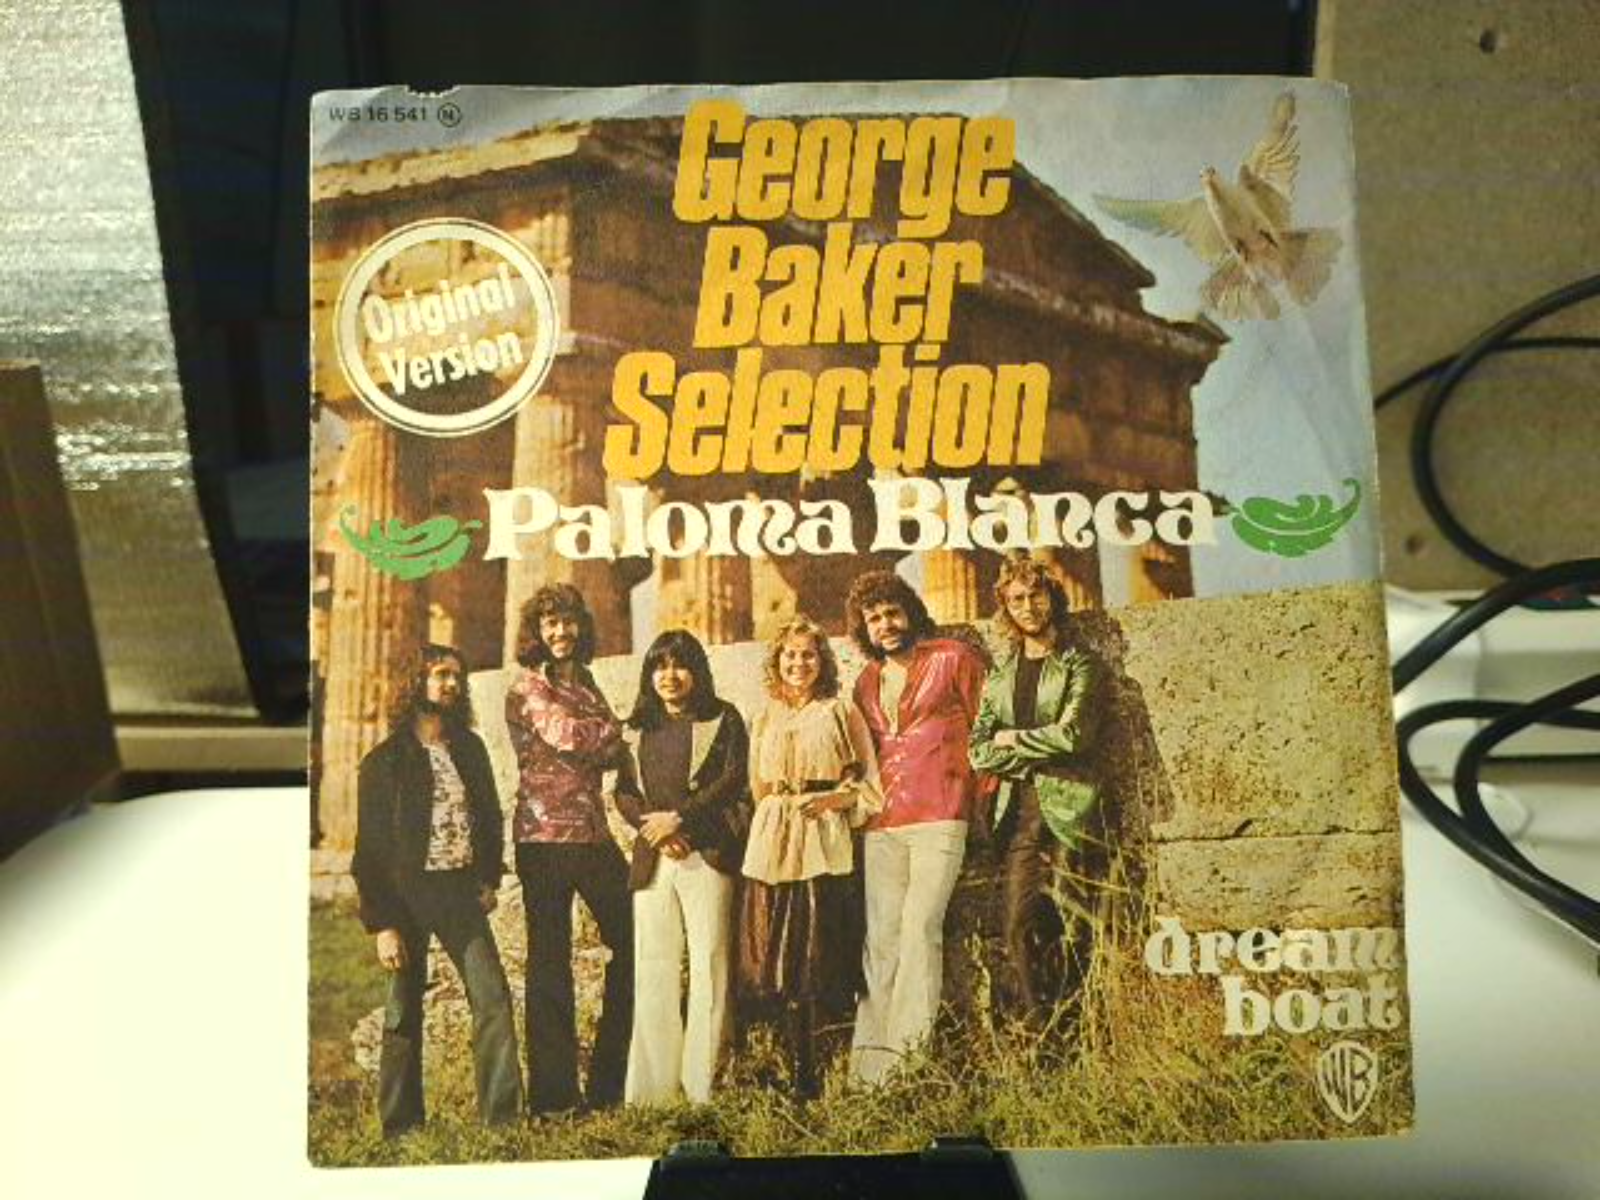 WB 16 541 N
George
Baker
Selection
Original
Version
Paloma Blanca
dream
boat
WB